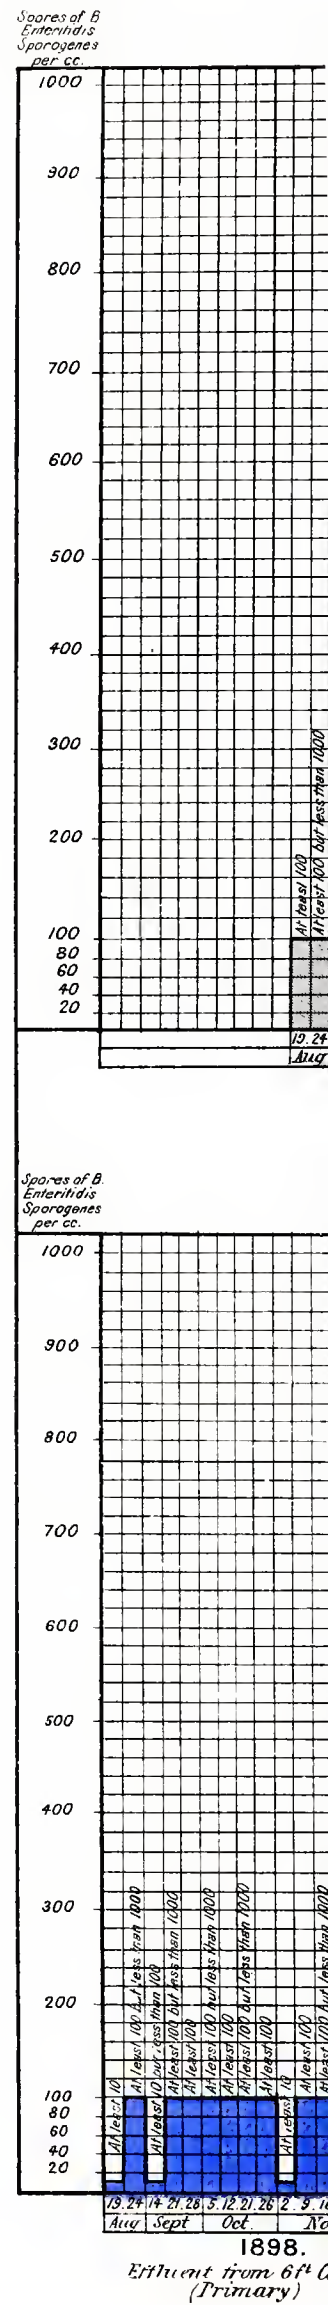 Spores of B
Enteritidis
Sporogenes
per cc.
1000
900
800
700
600
500
400
300
200
100
80
60
40
20
At least 100
At least 100 but less than 1000
19. 24
Aug
Spores of B.
Enteritidis
Sporogenes
per cc.
1000
900
800
700
600
500
400
300
200
100
80
60
40
20
At least 10
At least 100 but less than 1000
At least 10 but less than 100
At least 100 but less than 1000
At least 100
At least 100 but less than 1000
At least 100
At least 100 but less than 1000
At least 100
At least 10
At least 100
At least 100 but less than 1000
19. 24 14. 21. 28 5. 12. 21. 26 2. 9. 16
Aug Sept Oct. No
1898.
Effluent from 6ft C
(Primary)